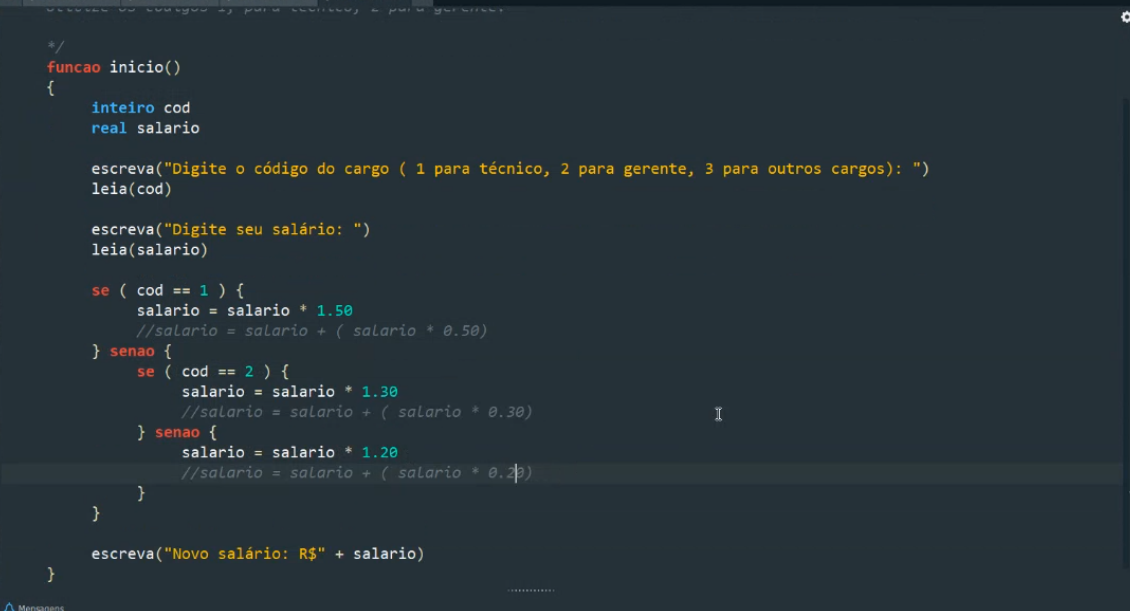 utilize os códigos 1, para técnico, 2 para gerente.
*/
funcao inicio()
{
inteiro cod
real salario
escreva("Digite o código do cargo ( 1 para técnico, 2 para gerente, 3 para outros cargos): ")
leia(cod)
escreva("Digite seu salário: ")
leia(salario)
se ( cod == 1 ) {
salario = salario * 1.50
//salario = salario + ( salario * 0.50)
} senao {
se ( cod == 2 ) {
salario = salario * 1.30
//salario = salario + ( salario * 0.30)
} senao {
salario = salario * 1.20
//salario = salario + ( salario * 0.20)
}
}
escreva("Novo salário: R$" + salario)
}
Mensagens